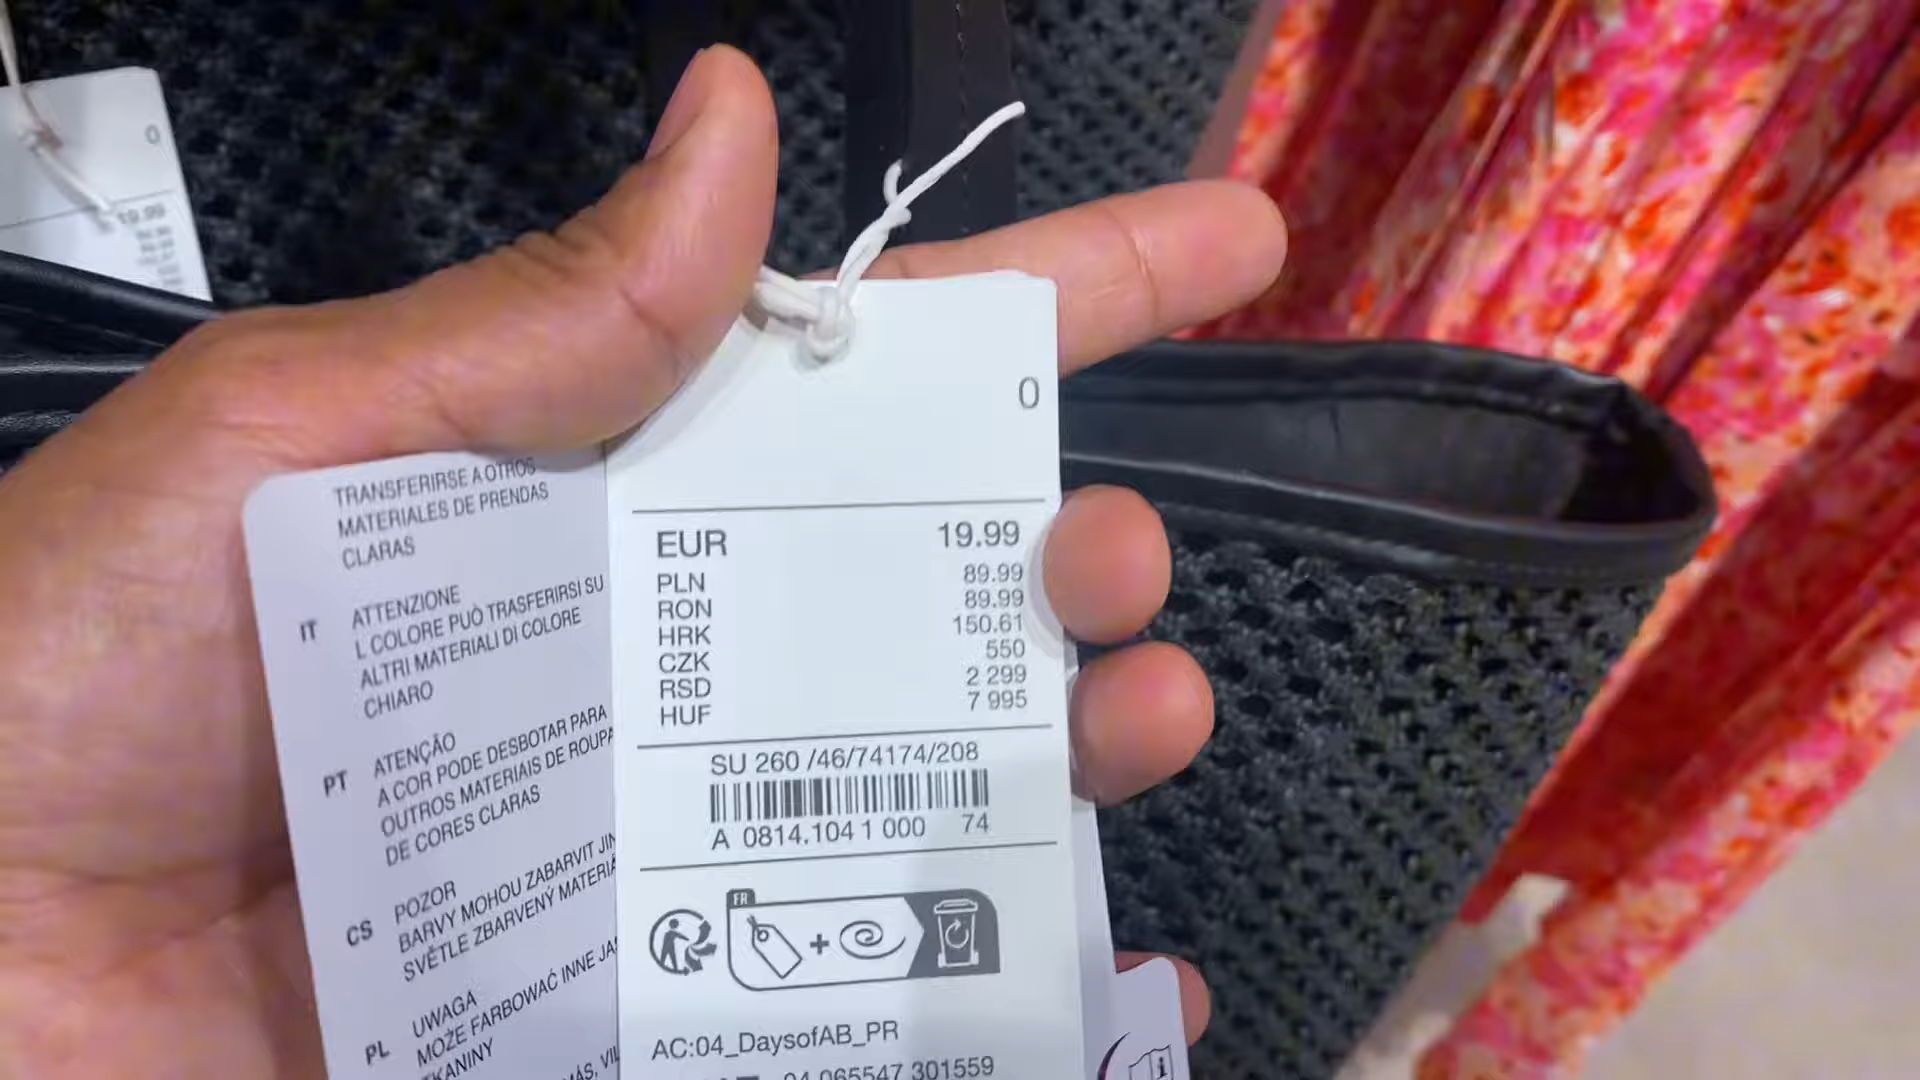 0
19.99
TRANSFERIRSE A OTROS
MATERIALES DE PRENDAS
CLARAS
IT ATTENZIONE
L COLORE PUÒ TRASFERIRSI SU
ALTRI MATERIALI DI COLORE
CHIARO
PT ATENÇÃO
A COR PODE DESBOTAR PARA
OUTROS MATERIAIS DE ROUPA
DE CORES CLARAS
CS POZOR
BARVY MOHOU ZABARVIT JIN
SVĚTLE ZBARVENÝ MATERIÁ
PL UWAGA
MOŻE FARBOWAĆ INNE JA
TKANINY
MÁS, VIL
0
EUR 19.99
PLN 89.99
RON 89.99
HRK 150.61
CZK 550
RSD 2 299
HUF 7 995
SU 260 /46/74174/208
A 0814.104 1 000 74
FR
+
AC:04_DaysofAB_PR
04 065547 301559
i